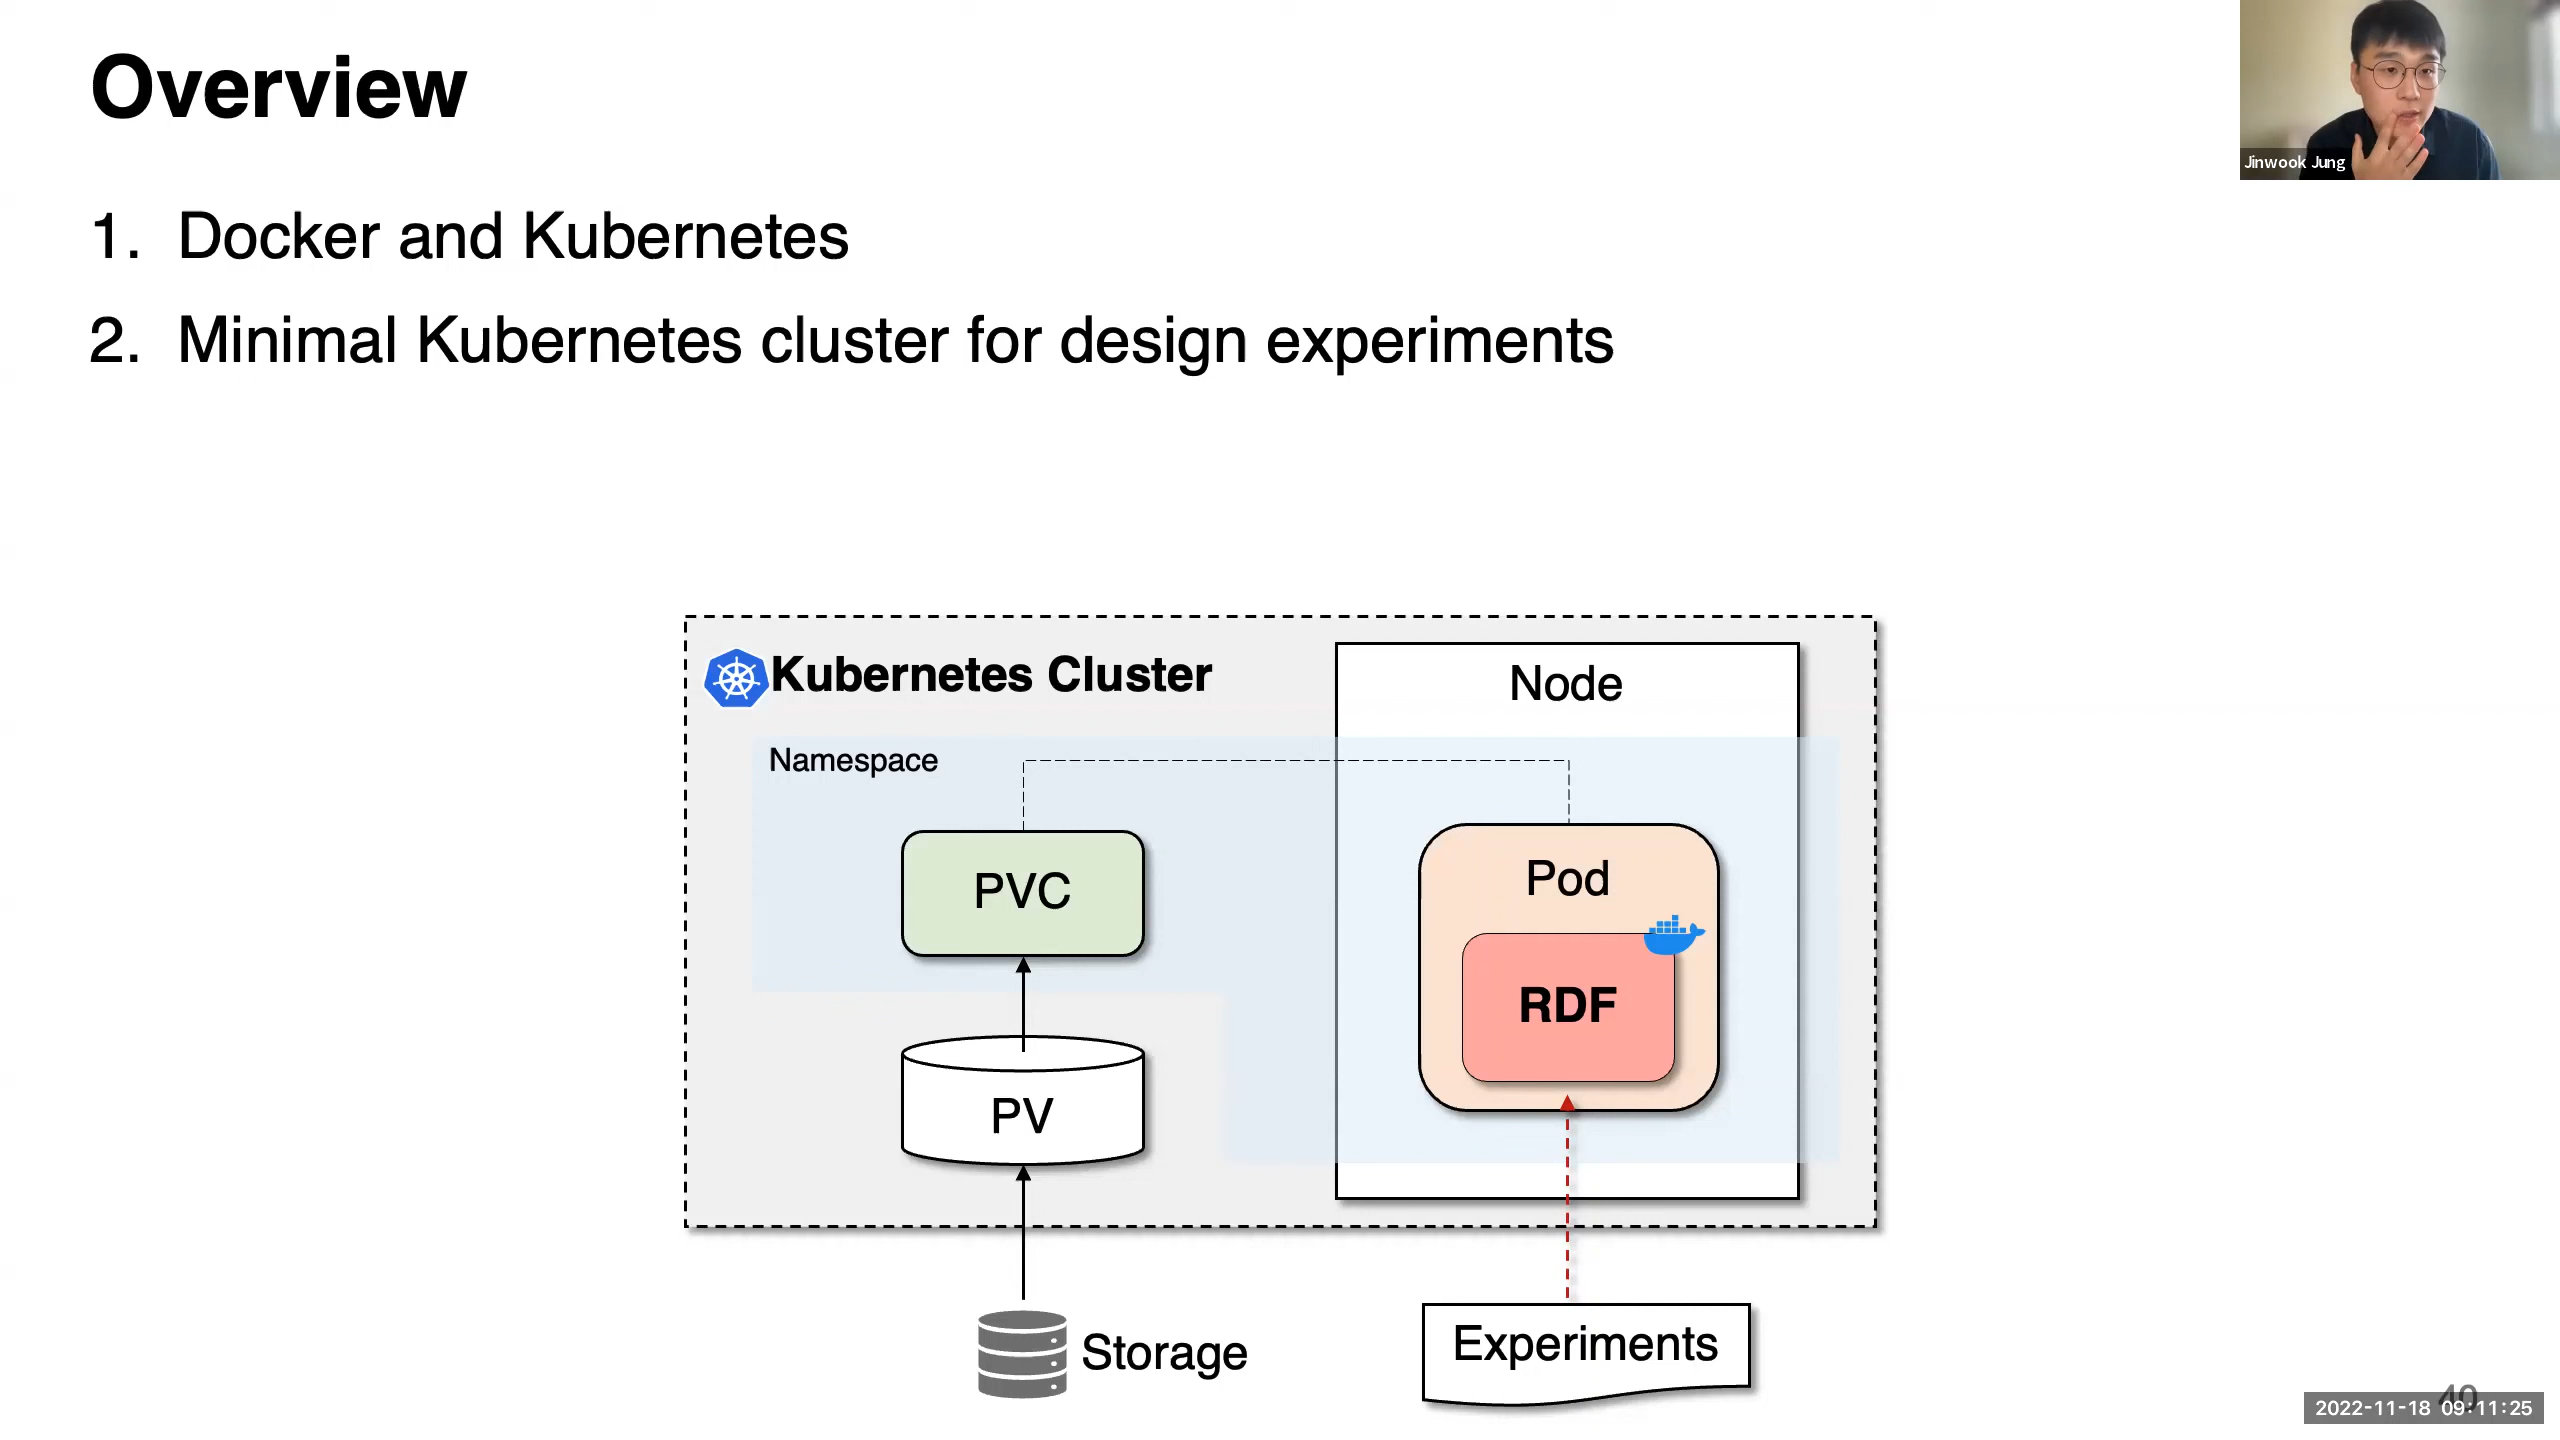 Overview
Jinwook Jung
1. Docker and Kubernetes
2. Minimal Kubernetes cluster for design experiments
Kubernetes Cluster
Node
Namespace
PVC
Pod
RDF
PV
Storage
Experiments
2022-11-18 09:11:25